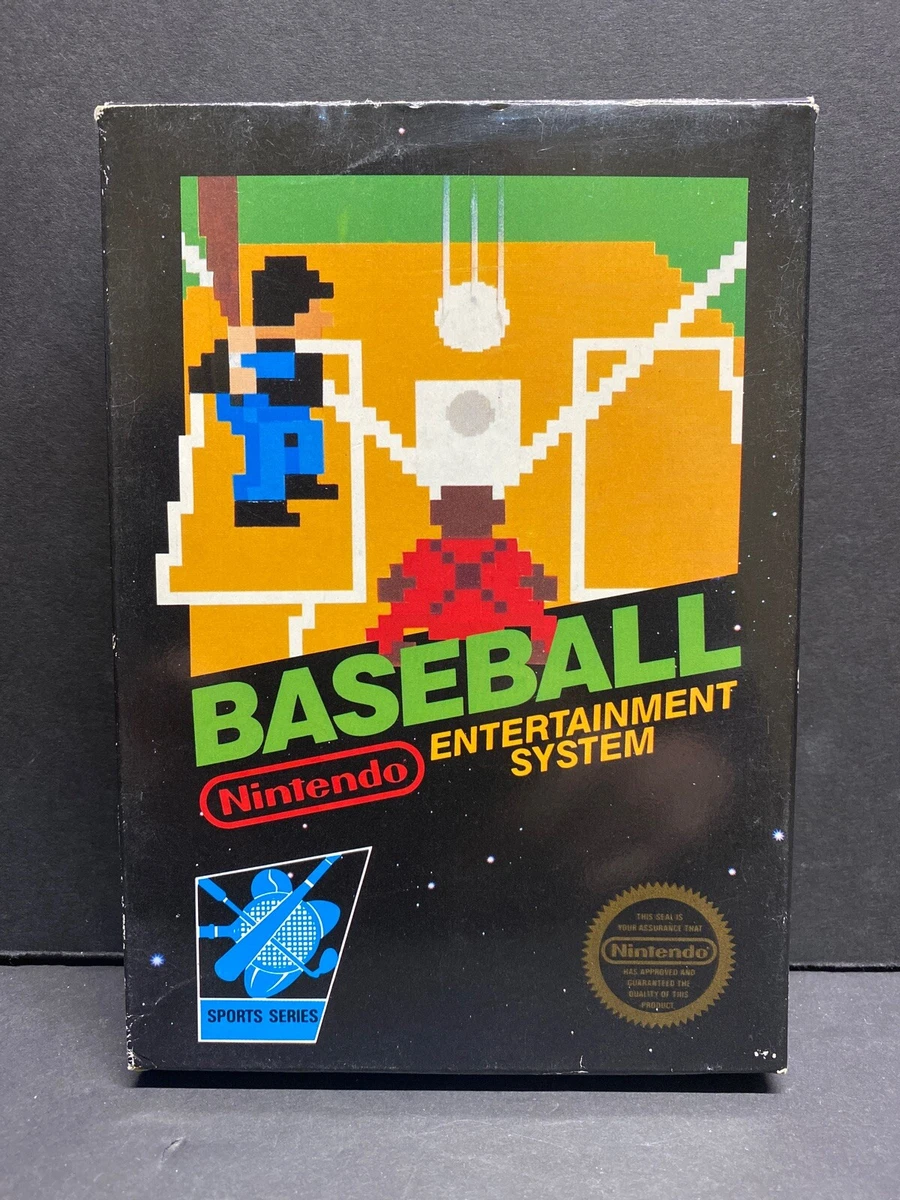 BASEBALL
Nintendo®
ENTERTAINMENT
SYSTEM
SPORTS SERIES
THIS SEAL IS
YOUR ASSURANCE THAT
Nintendo®
HAS APPROVED AND
GUARANTEED THE
QUALITY OF THIS
PRODUCT